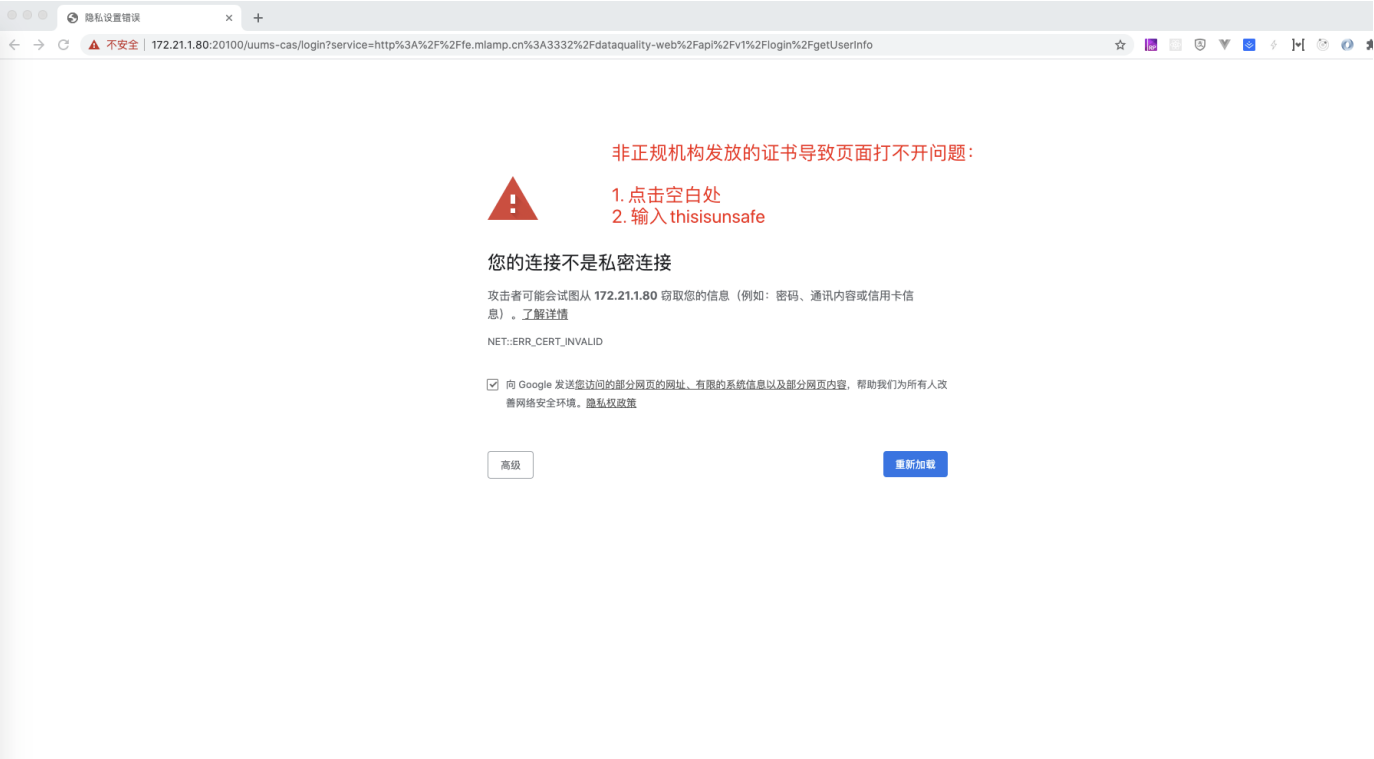 隐私设置错误
不安全 172.21.1.80:20100/uums-cas/login?service=http%3A%2F%2Ffe.mlamp.cn%3A3332%2Fdataquality-web%2Fapi%2Fv1%2Flogin%2FgetUserInfo
非正规机构发放的证书导致页面打不开问题：
1. 点击空白处
2. 输入 thisisunsafe
您的连接不是私密连接
攻击者可能会试图从 172.21.1.80 窃取您的信息（例如：密码、通讯内容或信用卡信
息）。了解详情
NET::ERR_CERT_INVALID
向 Google 发送您访问的部分网页的网址、有限的系统信息以及部分网页内容，帮助我们为所有人改
善网络安全环境。隐私权政策
高级
重新加载